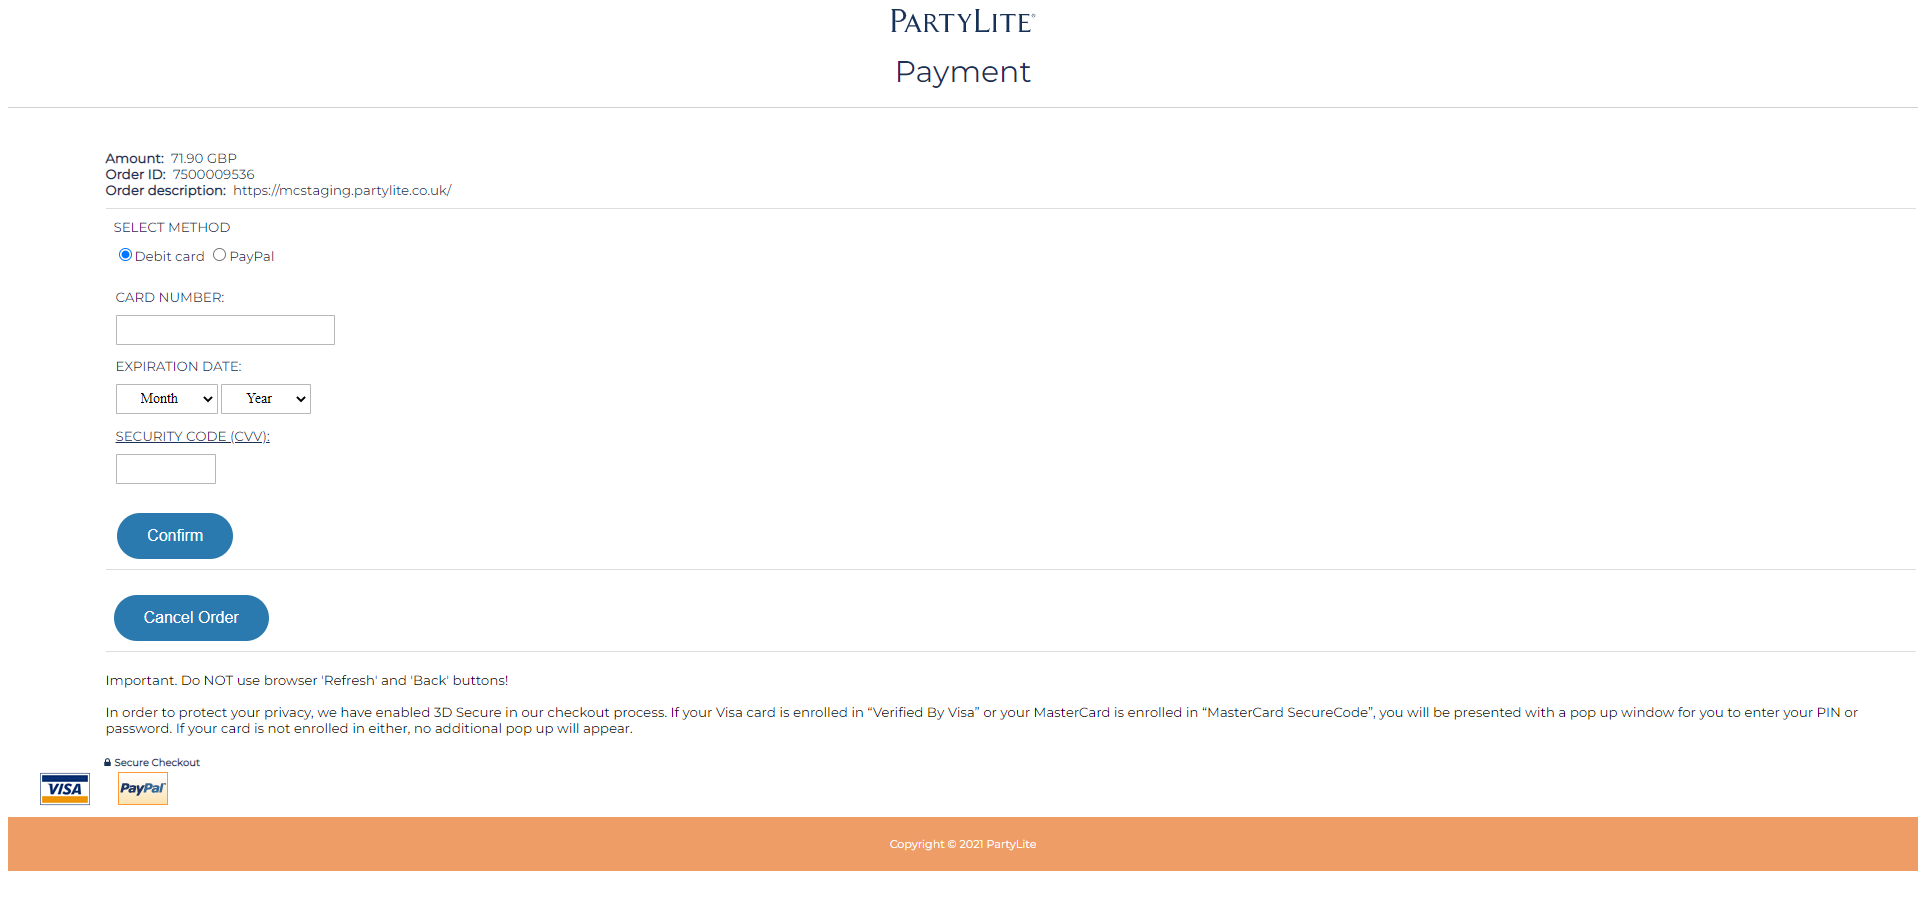 PARTYLITE®
Payment
Amount: 71.90 GBP
Order ID: 7500009536
Order description: https://mcstaging.partylite.co.uk/
SELECT METHOD
Debit card PayPal
CARD NUMBER:
EXPIRATION DATE:
Month Year
SECURITY CODE (CVV):
Confirm
Cancel Order
Important. Do NOT use browser 'Refresh' and 'Back' buttons!
In order to protect your privacy, we have enabled 3D Secure in our checkout process. If your Visa card is enrolled in “Verified By Visa” or your MasterCard is enrolled in “MasterCard SecureCode”, you will be presented with a pop up window for you to enter your PIN or
password. If your card is not enrolled in either, no additional pop up will appear.
Secure Checkout
VISA PayPal
Copyright © 2021 PartyLite